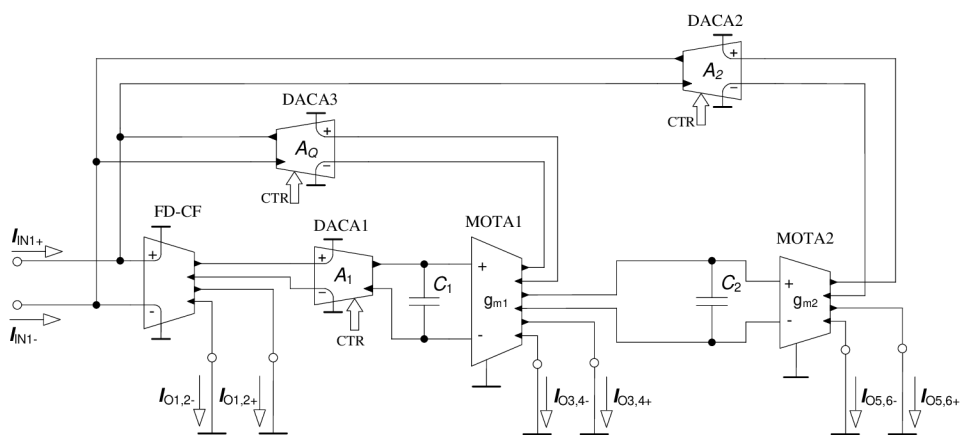 DACA2
+
A2
−
CTR
DACA3
+
AQ
−
CTR
FD-CF
DACA1
MOTA1
MOTA2
IIN1+
+
-
+
A1
−
CTR
C1
+
gm1
-
C2
+
gm2
-
IIN1-
IO1,2-
IO1,2+
IO3,4-
IO3,4+
IO5,6-
IO5,6+